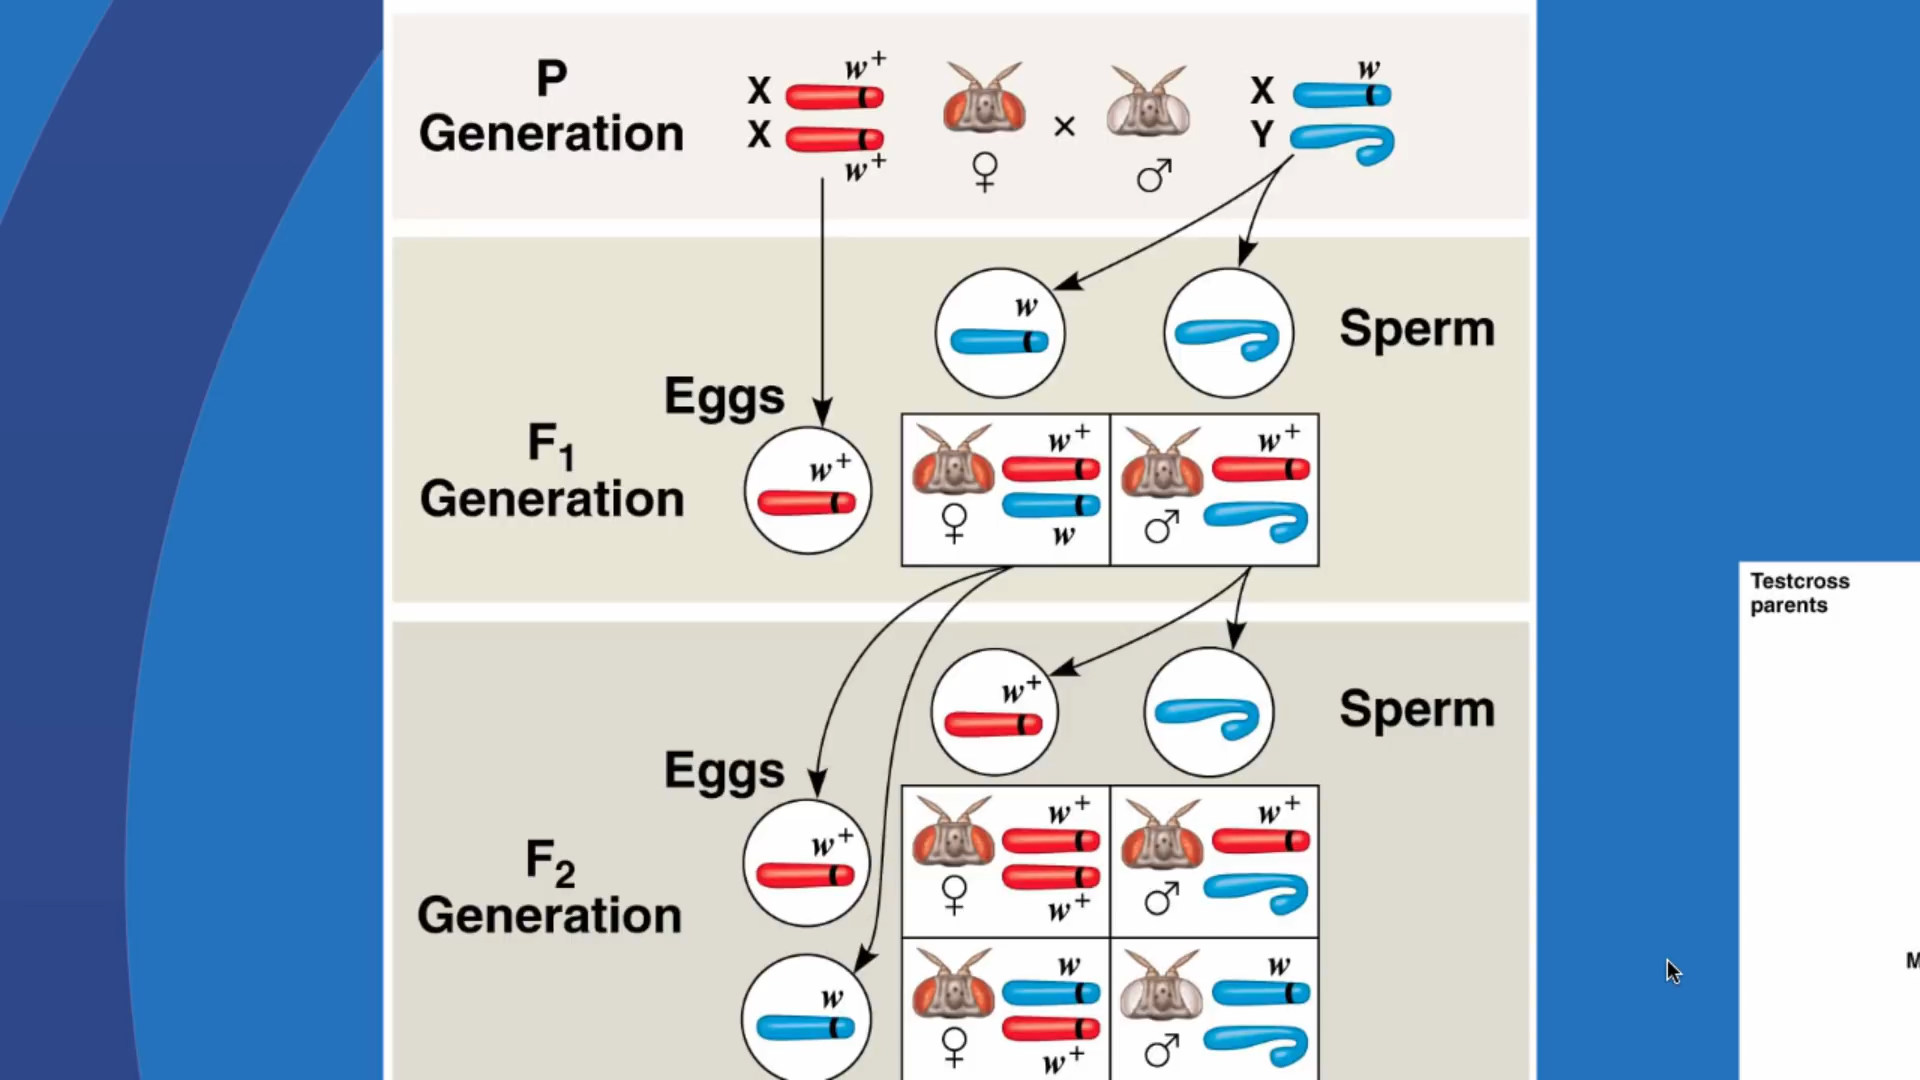 P
Generation
X
w+
X
w+
×
♀
♂
X
w
Y
Eggs
w
Sperm
F1
Generation
w+
w+
w
♀
w+
♂
Testcross
parents
w+
Sperm
Eggs
F2
Generation
w+
w+
w+
♀
w+
♂
w
w
w+
♀
w
♂
M